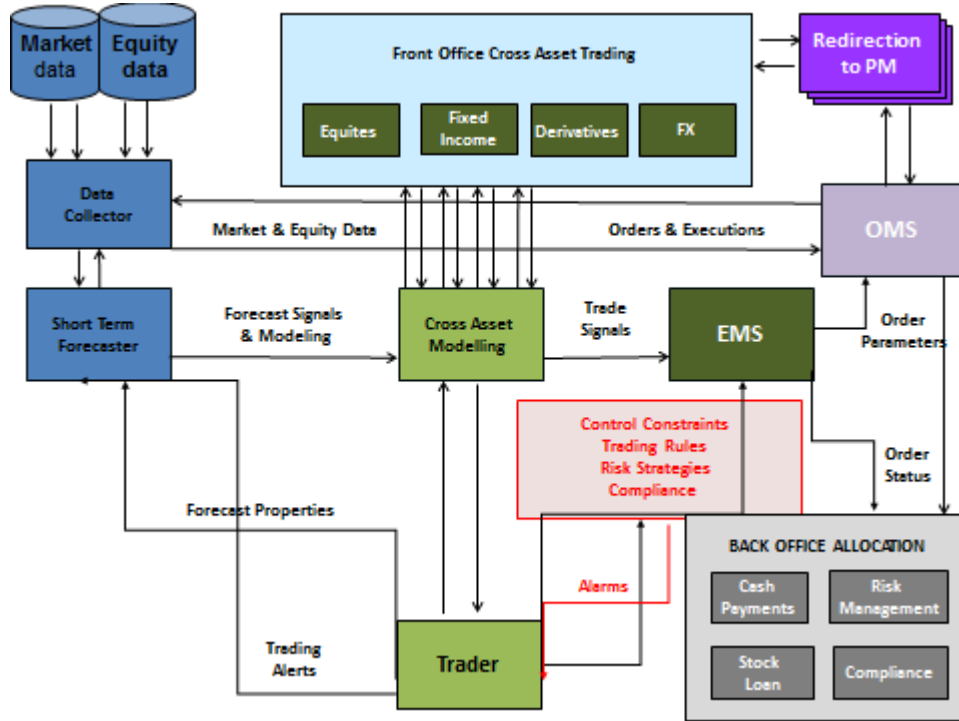 Market
data
Equity
data
Front Office Cross Asset Trading
Redirection
to PM
Equites
Fixed
Income
Derivatives
FX
Data
Collector
Market & Equity Data
Orders & Executions
OMS
Short Term
Forecaster
Forecast Signals
& Modeling
Cross Asset
Modelling
Trade
Signals
EMS
Order
Parameters
Control Constraints
Trading Rules
Risk Strategies
Compliance
Order
Status
Forecast Properties
BACK OFFICE ALLOCATION
Cash
Payments
Risk
Management
Alarms
Trading
Alerts
Trader
Stock
Loan
Compliance